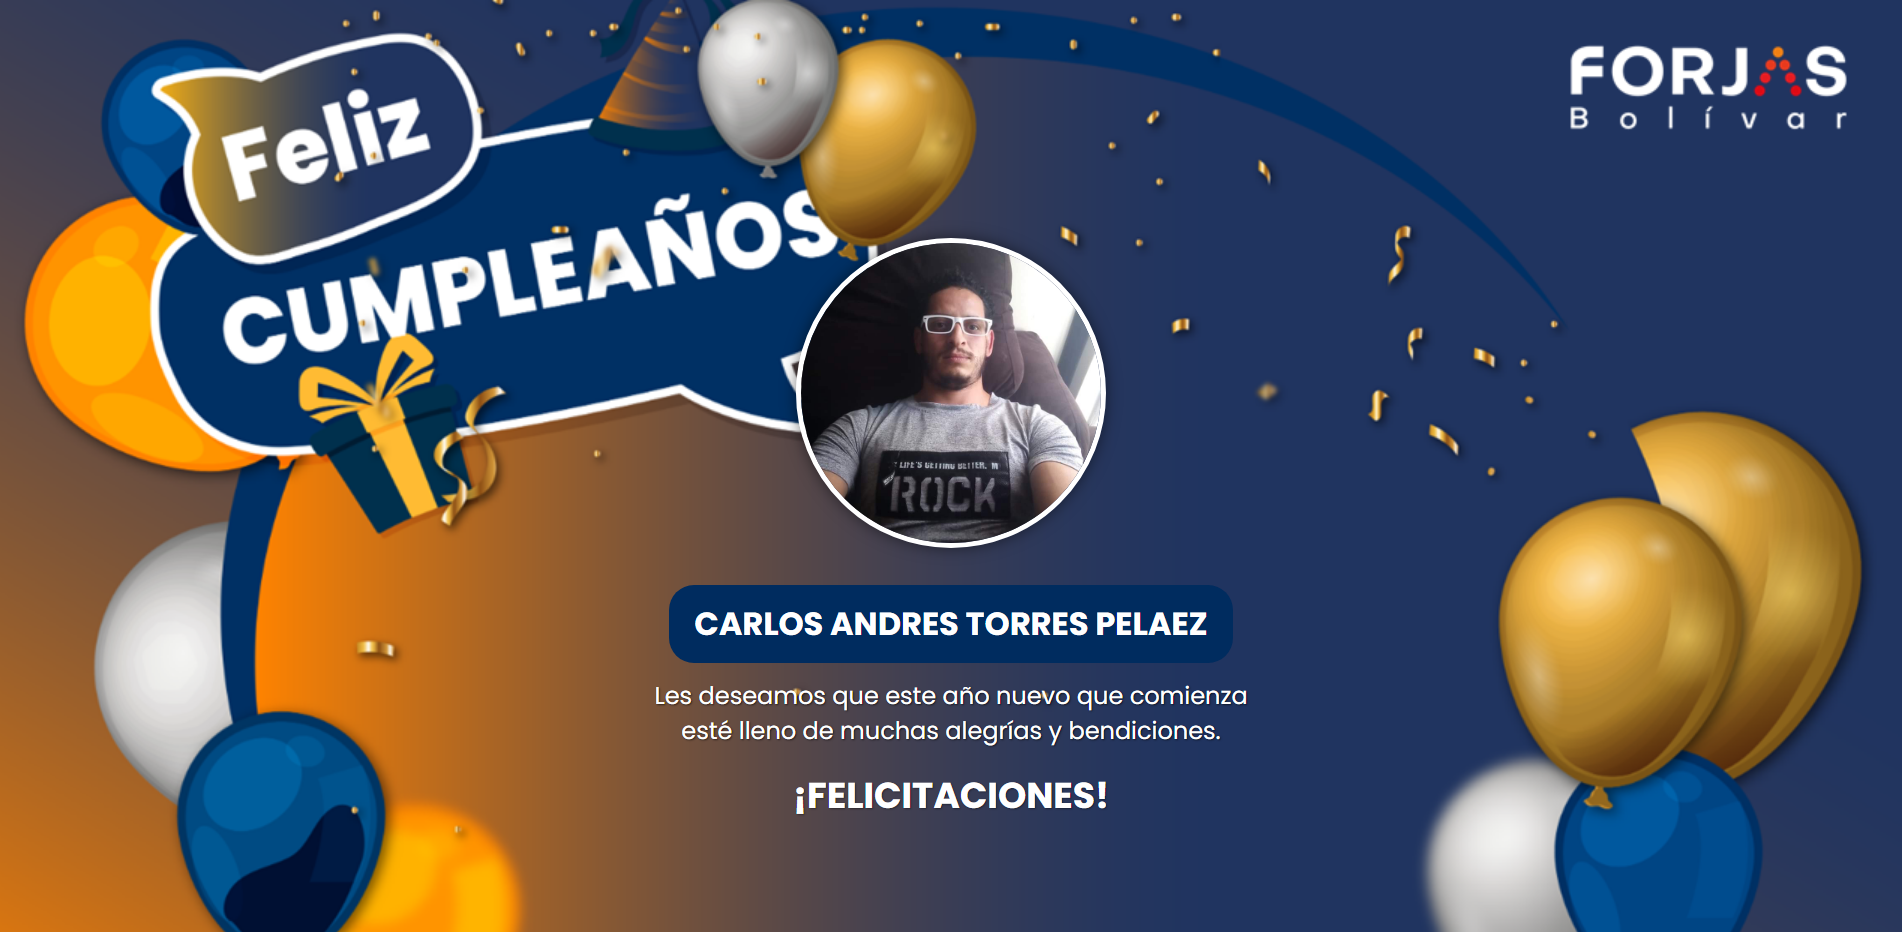 Feliz
CUMPLEAÑOS
FORJAS
Bolívar
LIFE'S GETTING BETTER. IN
ROCK
CARLOS ANDRES TORRES PELAEZ
Les deseamos que este año nuevo que comienza
esté lleno de muchas alegrías y bendiciones.
¡FELICITACIONES!